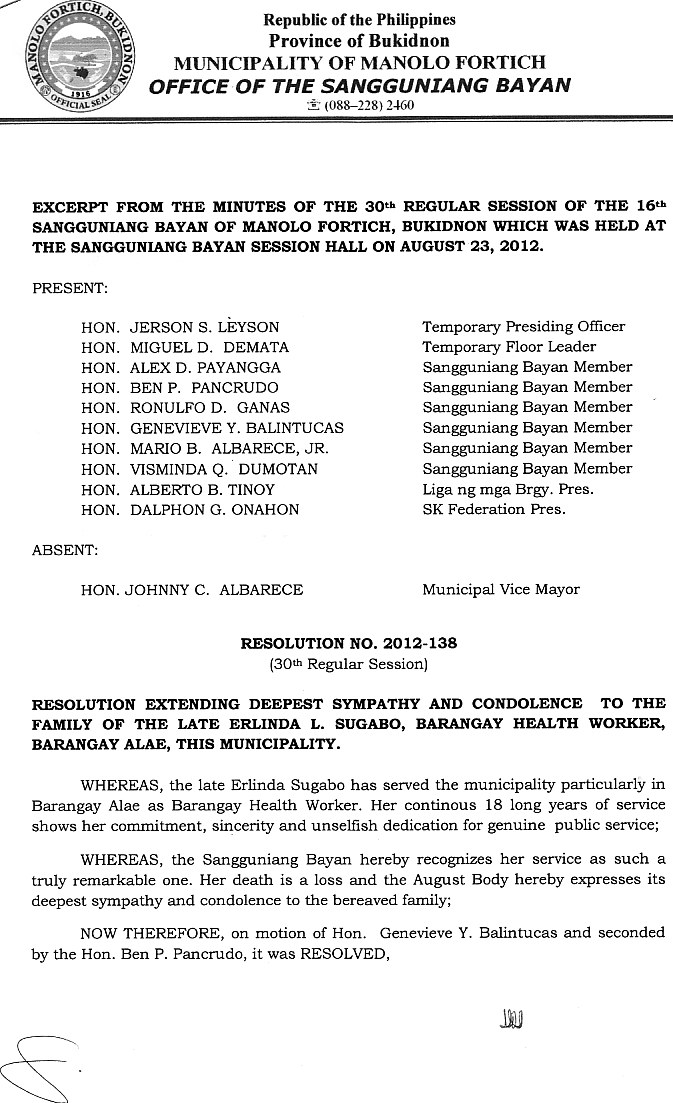 MANOLO FORTICH, BUKIDNON
1916
OFFICIAL SEAL
Republic of the Philippines
Province of Bukidnon
MUNICIPALITY OF MANOLO FORTICH
OFFICE OF THE SANGGUNIANG BAYAN
☏ (088–228) 2460
EXCERPT FROM THE MINUTES OF THE 30th REGULAR SESSION OF THE 16th
SANGGUNIANG BAYAN OF MANOLO FORTICH, BUKIDNON WHICH WAS HELD AT
THE SANGGUNIANG BAYAN SESSION HALL ON AUGUST 23, 2012.
PRESENT:
HON. JERSON S. LEYSON Temporary Presiding Officer
HON. MIGUEL D. DEMATA Temporary Floor Leader
HON. ALEX D. PAYANGGA Sangguniang Bayan Member
HON. BEN P. PANCRUDO Sangguniang Bayan Member
HON. RONULFO D. GANAS Sangguniang Bayan Member
HON. GENEVIEVE Y. BALINTUCAS Sangguniang Bayan Member
HON. MARIO B. ALBARECE, JR. Sangguniang Bayan Member
HON. VISMINDA Q. DUMOTAN Sangguniang Bayan Member
HON. ALBERTO B. TINOY Liga ng mga Brgy. Pres.
HON. DALPHON G. ONAHON SK Federation Pres.
ABSENT:
HON. JOHNNY C. ALBARECE Municipal Vice Mayor
RESOLUTION NO. 2012-138
(30th Regular Session)
RESOLUTION EXTENDING DEEPEST SYMPATHY AND CONDOLENCE TO THE
FAMILY OF THE LATE ERLINDA L. SUGABO, BARANGAY HEALTH WORKER,
BARANGAY ALAE, THIS MUNICIPALITY.
WHEREAS, the late Erlinda Sugabo has served the municipality particularly in
Barangay Alae as Barangay Health Worker. Her continous 18 long years of service
shows her commitment, sincerity and unselfish dedication for genuine public service;
WHEREAS, the Sangguniang Bayan hereby recognizes her service as such a
truly remarkable one. Her death is a loss and the August Body hereby expresses its
deepest sympathy and condolence to the bereaved family;
NOW THEREFORE, on motion of Hon. Genevieve Y. Balintucas and seconded
by the Hon. Ben P. Pancrudo, it was RESOLVED,